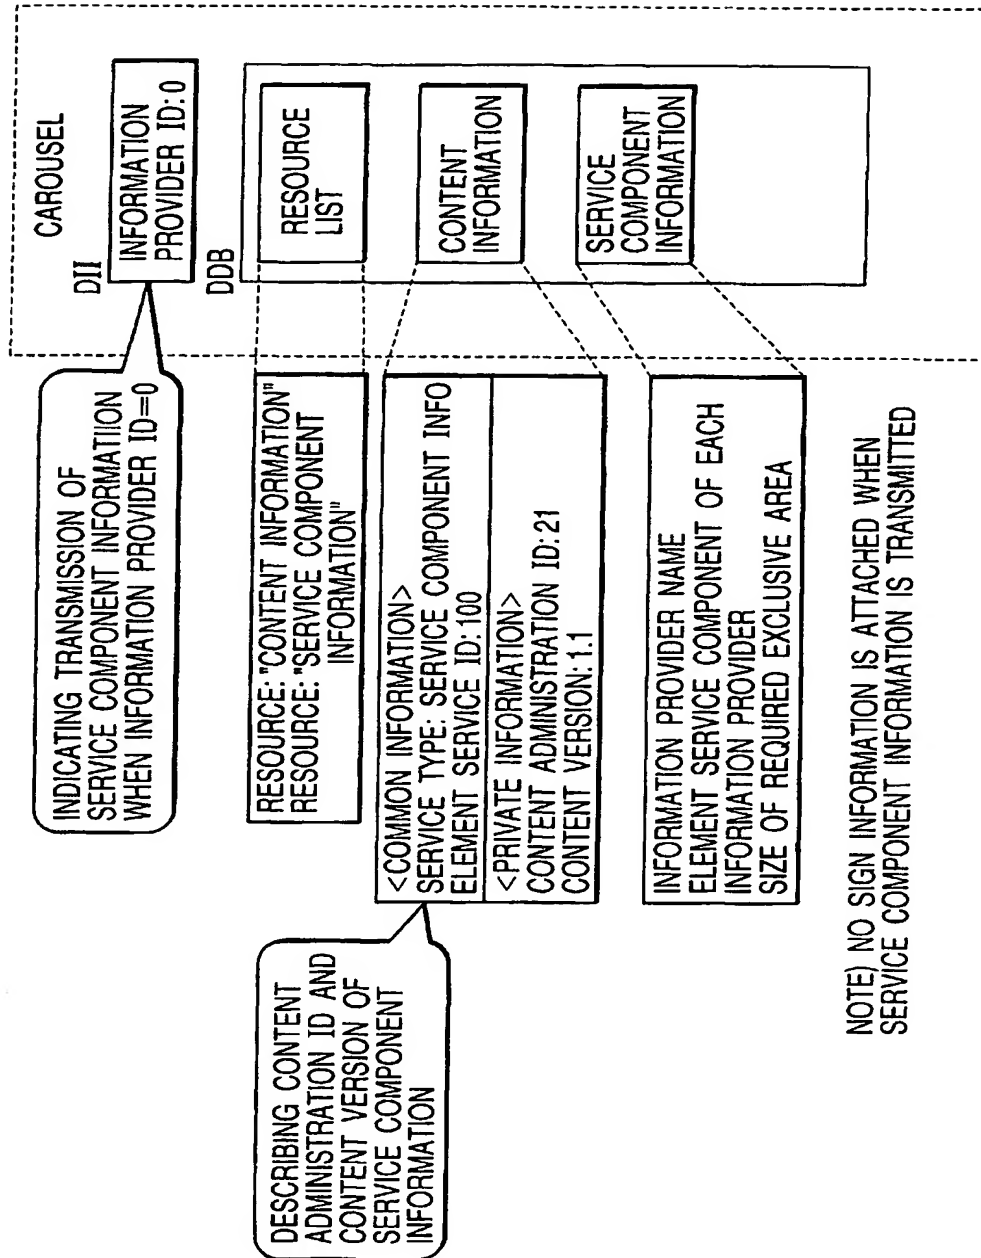 CAROUSEL
DII
INFORMATION
PROVIDER ID:0
INDICATING TRANSMISSION OF
SERVICE COMPONENT INFORMATION
WHEN INFORMATION PROVIDER ID=0
DDB
RESOURCE
LIST
CONTENT
INFORMATION
SERVICE
COMPONENT
INFORMATION
RESOURCE:"CONTENT INFORMATION"
RESOURCE:"SERVICE COMPONENT
INFORMATION"
<COMMON INFORMATION>
SERVICE TYPE: SERVICE COMPONENT INFO
ELEMENT SERVICE ID:100
<PRIVATE INFORMATION>
CONTENT ADMINISTRATION ID:21
CONTENT VERSION:1.1
DESCRIBING CONTENT
ADMINISTRATION ID AND
CONTENT VERSION OF
SERVICE COMPONENT
INFORMATION
INFORMATION PROVIDER NAME
ELEMENT SERVICE COMPONENT OF EACH
INFORMATION PROVIDER
SIZE OF REQUIRED EXCLUSIVE AREA
NOTE) NO SIGN INFORMATION IS ATTACHED WHEN
SERVICE COMPONENT INFORMATION IS TRANSMITTED